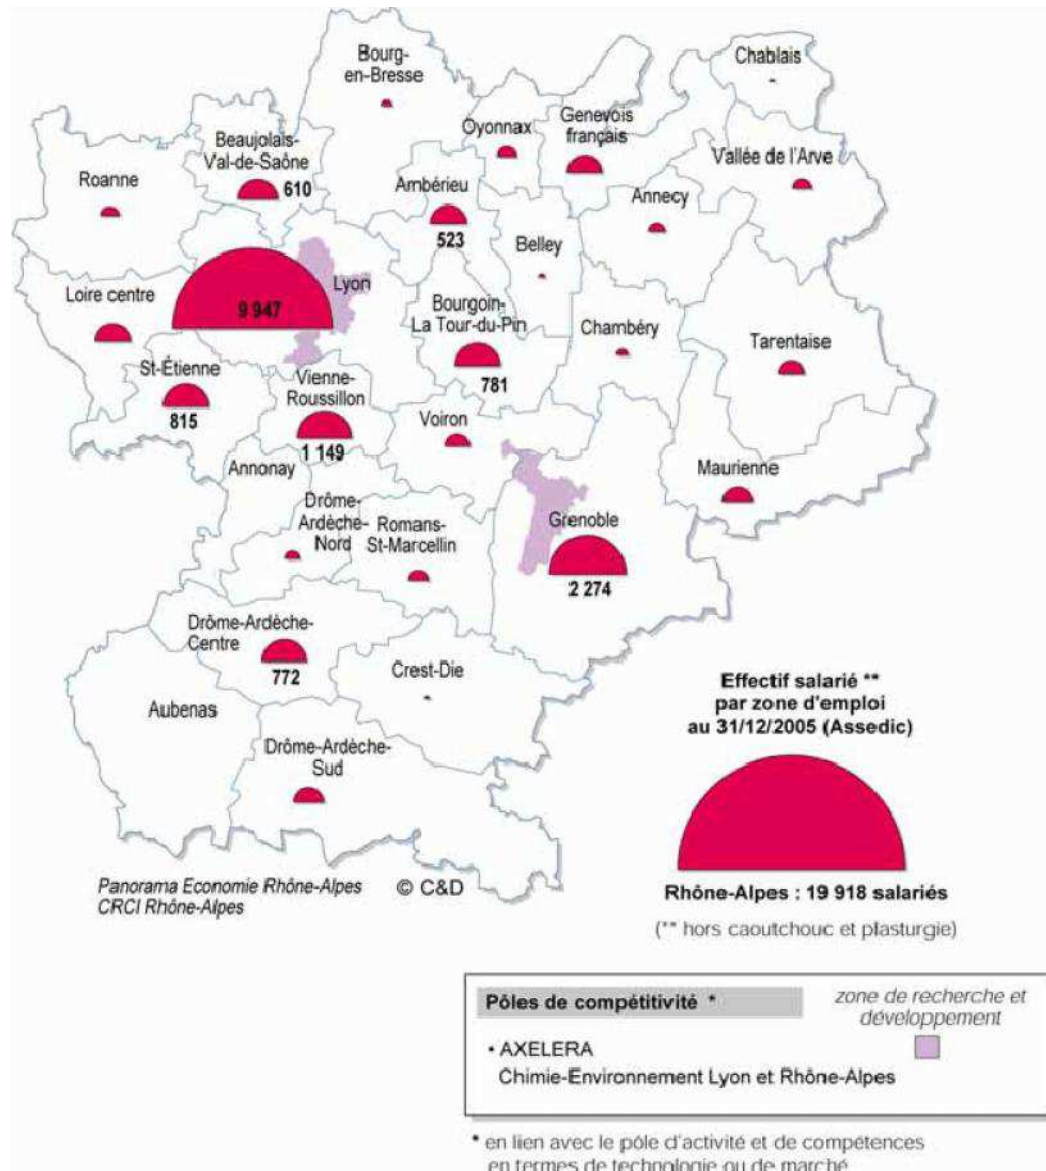 Bourg-
en-Bresse
Chablais
Oyonnax
Genevois
français
Beaujolais-
Val-de-Saône
610
Vallée de l'Arve
Roanne
Ambérieu
523
Annecy
Belley
Lyon
9 947
Loire centre
Bourgoin-
La Tour-du-Pin
781
Chambéry
Tarentaise
St-Étienne
815
Vienne-
Roussillon
1 149
Voiron
Annonay
Maurienne
Drôme-
Ardèche-
Nord
Romans-
St-Marcellin
Grenoble
2 274
Drôme-Ardèche-
Centre
772
Crest-Die
Aubenas
Drôme-Ardèche-
Sud
Effectif salarié **
par zone d'emploi
au 31/12/2005 (Assedic)
Rhône-Alpes : 19 918 salariés
(** hors caoutchouc et plasturgie)
Panorama Economie Rhône-Alpes
CRCI Rhône-Alpes
© C&D
Pôles de compétitivité *
zone de recherche et
développement
• AXELERA
Chimie-Environnement Lyon et Rhône-Alpes
* en lien avec le pôle d'activité et de compétences
en termes de technologie ou de marché